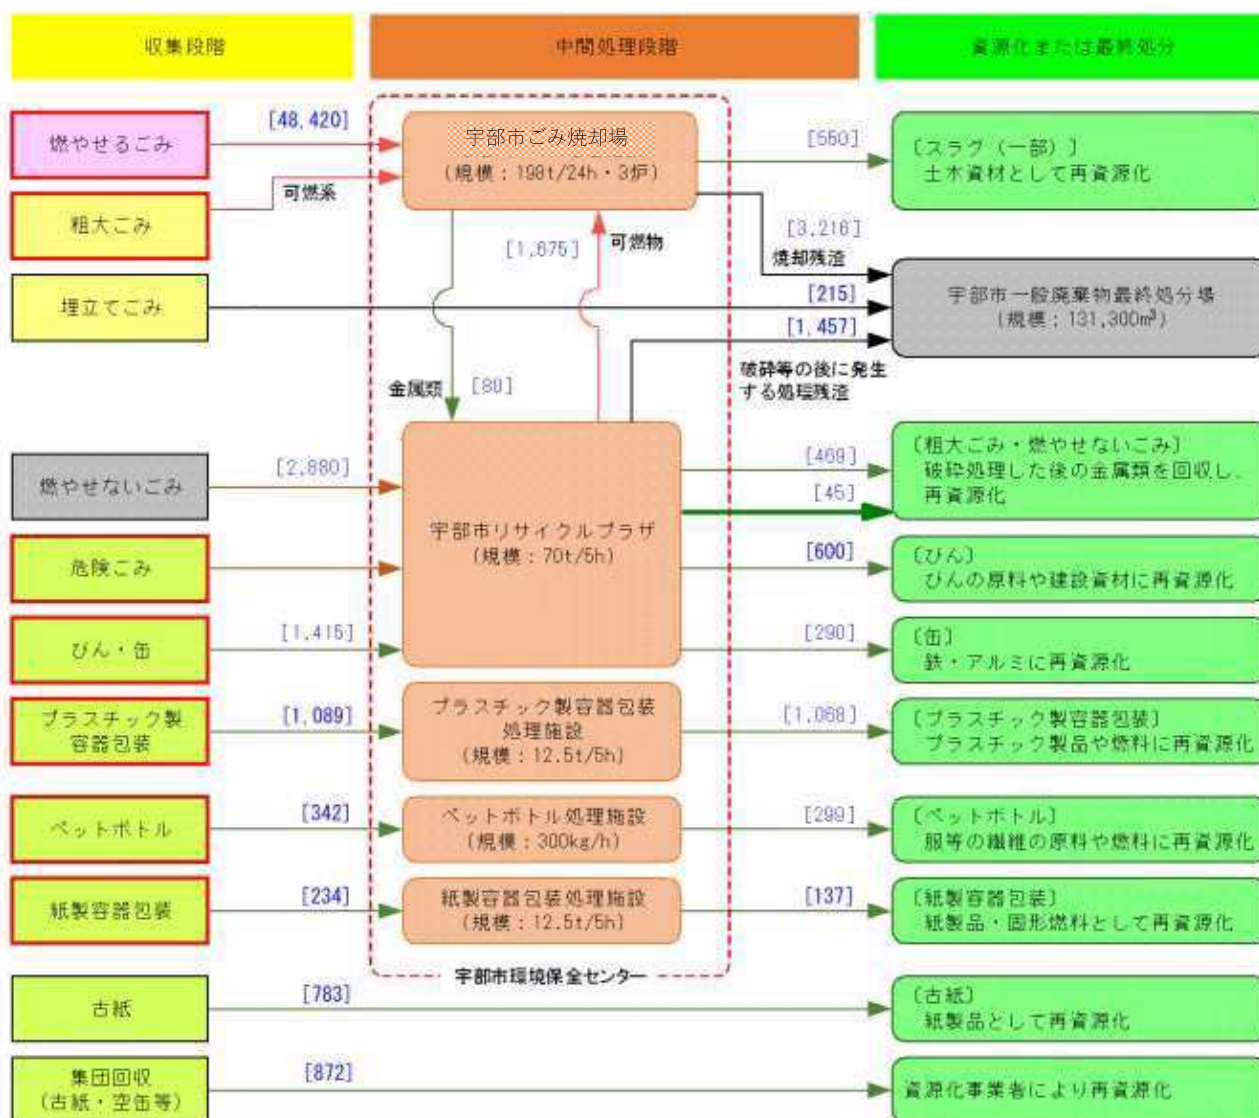 収集段階
中間処理段階
資源化または最終処分
燃やせるごみ
[48,420]
宇部市ごみ焼却場
(規模：198t/24h・3炉)
[550]
〔スラグ（一部）〕
土木資材として再資源化
粗大ごみ
可燃系
[1,675]
可燃物
[3,216]
焼却残渣
埋立てごみ
[215]
宇部市一般廃棄物最終処分場
(規模：131,300m³)
[1,457]
破砕等の後に発生
する処理残渣
金属類
[80]
燃やせないごみ
[2,880]
宇部市リサイクルプラザ
(規模：70t/5h)
[469]
[45]
〔粗大ごみ・燃やせないごみ〕
破砕処理した後の金属類を回収し、
再資源化
危険ごみ
[600]
〔びん〕
びんの原料や建設資材に再資源化
びん・缶
[1,415]
[290]
〔缶〕
鉄・アルミに再資源化
プラスチック製
容器包装
[1,089]
プラスチック製容器包装
処理施設
(規模：12.5t/5h)
[1,068]
〔プラスチック製容器包装〕
プラスチック製品や燃料に再資源化
ペットボトル
[342]
ペットボトル処理施設
(規模：300kg/h)
[299]
〔ペットボトル〕
服等の繊維の原料や燃料に再資源化
紙製容器包装
[234]
紙製容器包装処理施設
(規模：12.5t/5h)
[137]
〔紙製容器包装〕
紙製品・固形燃料として再資源化
宇部市環境保全センター
古紙
[783]
〔古紙〕
紙製品として再資源化
集団回収
(古紙・空缶等)
[872]
資源化事業者により再資源化